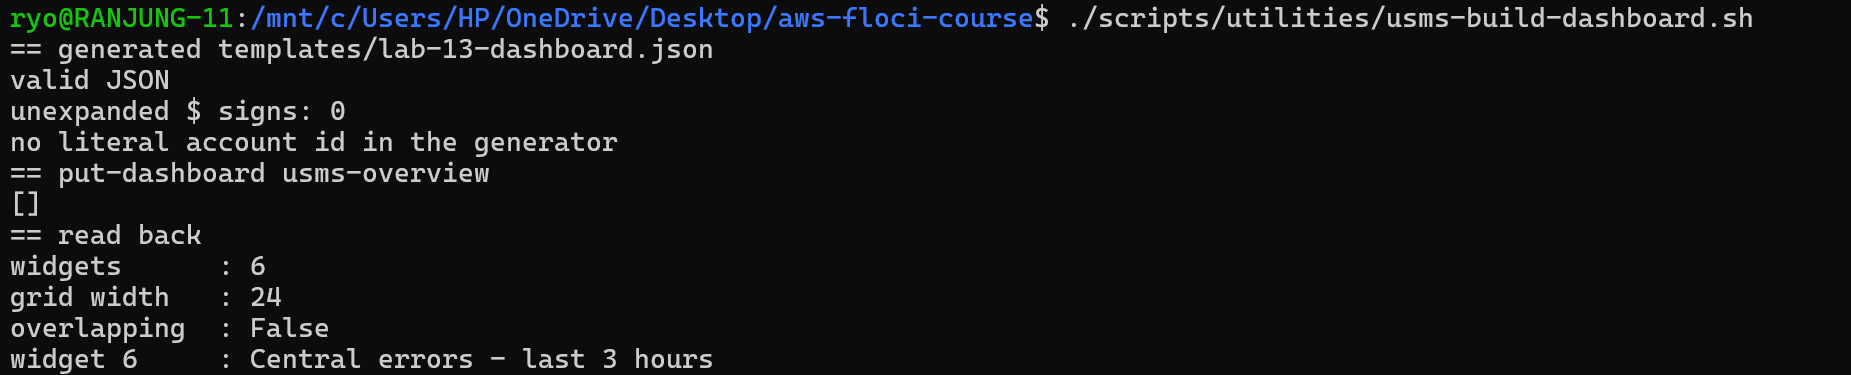 ryo@RANJUNG-11:/mnt/c/Users/HP/OneDrive/Desktop/aws-floci-course$ ./scripts/utilities/usms-build-dashboard.sh
== generated templates/lab-13-dashboard.json
valid JSON
unexpanded $ signs: 0
no literal account id in the generator
== put-dashboard usms-overview
[]
== read back
widgets      : 6
grid width   : 24
overlapping  : False
widget 6     : Central errors - last 3 hours